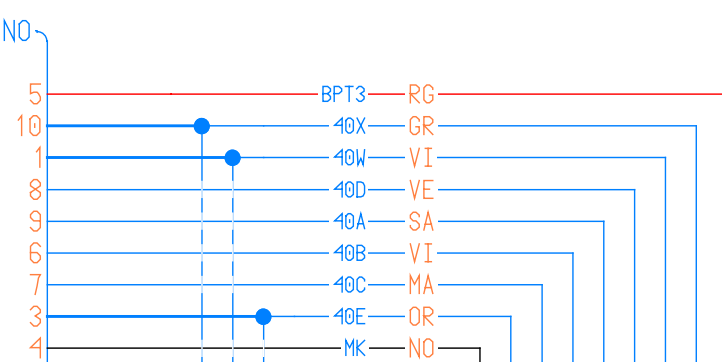 NO
5 BPT3 RG
10 40X GR
1 40W VI
8 40D VE
9 40A SA
6 40B VI
7 40C MA
3 40E OR
4 MK NO